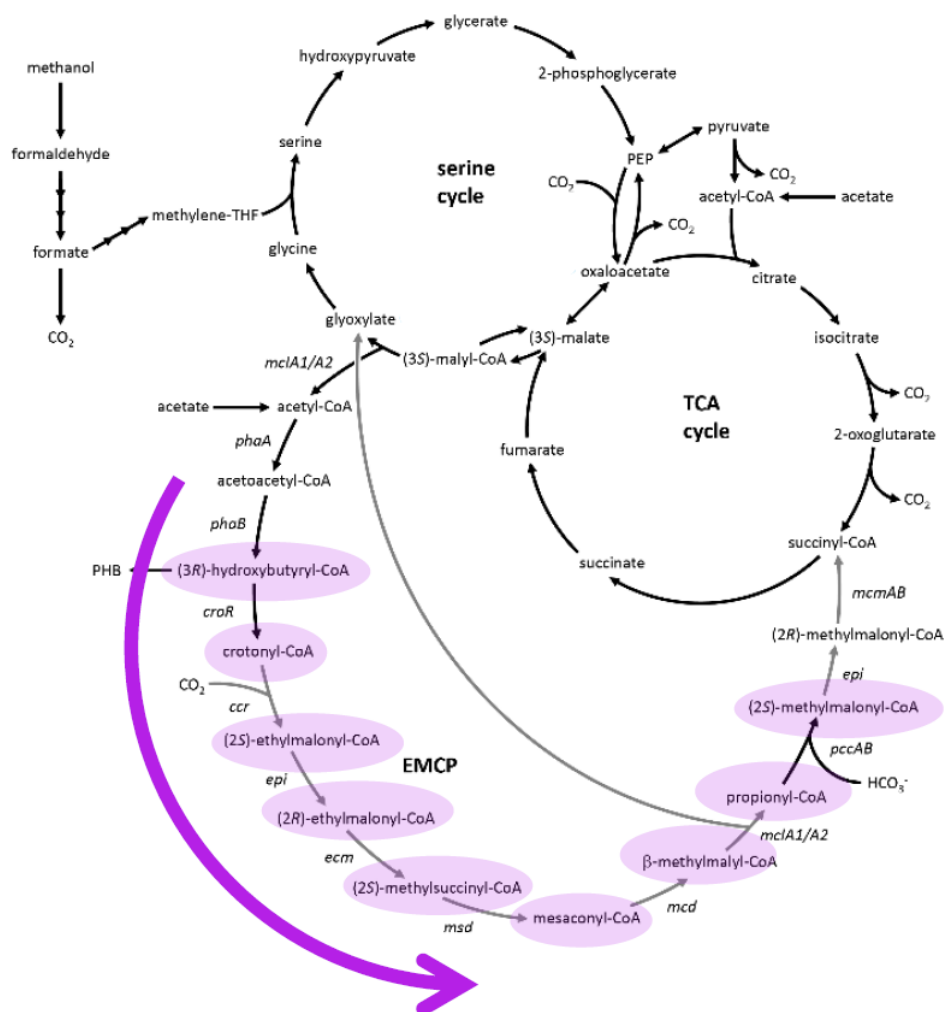 glycerate
hydroxypyruvate
methanol
2-phosphoglycerate
pyruvate
serine
formaldehyde
PEP
serine
cycle
CO₂
CO₂
acetyl-CoA
acetate
methylene-THF
CO₂
formate
glycine
oxaloacetate
citrate
glyoxylate
CO₂
(3S)-malate
isocitrate
mclA1/A2
(3S)-malyl-CoA
CO₂
acetate
acetyl-CoA
TCA
cycle
2-oxoglutarate
phaA
fumarate
acetoacetyl-CoA
CO₂
phaB
succinyl-CoA
PHB
(3R)-hydroxybutyryl-CoA
succinate
croR
mcmAB
(2R)-methylmalonyl-CoA
crotonyl-CoA
CO₂
epi
ccr
(2S)-methylmalonyl-CoA
(2S)-ethylmalonyl-CoA
pccAB
EMCP
epi
HCO₃⁻
propionyl-CoA
(2R)-ethylmalonyl-CoA
mclA1/A2
ecm
β-methylmalyl-CoA
(2S)-methylsuccinyl-CoA
mcd
mesaconyl-CoA
msd